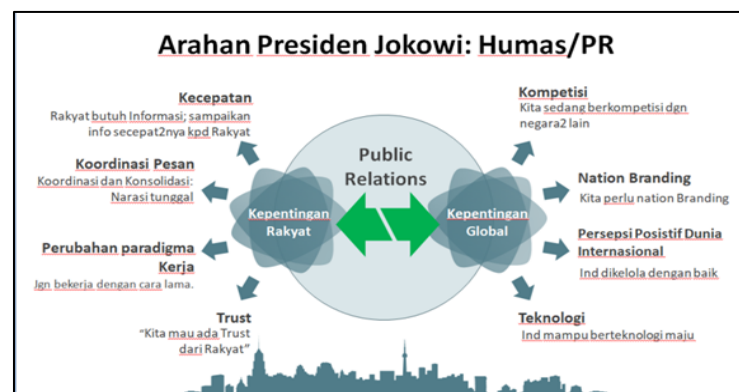 Arahan Presiden Jokowi: Humas/PR
Kecepatan
Rakyat butuh Informasi; sampaikan
info secepat2nya kpd Rakyat
Koordinasi Pesan
Koordinasi dan Konsolidasi:
Narasi tunggal
Perubahan paradigma
Kerja
Jgn bekerja dengan cara lama.
Trust
"Kita mau ada Trust
dari Rakyat"
Public
Relations
Kepentingan
Rakyat
Kepentingan
Global
Kompetisi
Kita sedang berkompetisi dgn
negara2 lain
Nation Branding
Kita perlu nation Branding
Persepsi Posistif Dunia
Internasional
Ind dikelola dengan baik
Teknologi
Ind mampu berteknologi maju